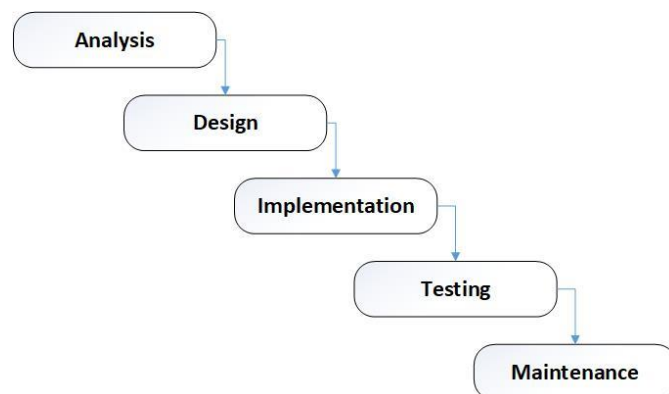 Analysis
Design
Implementation
Testing
Maintenance